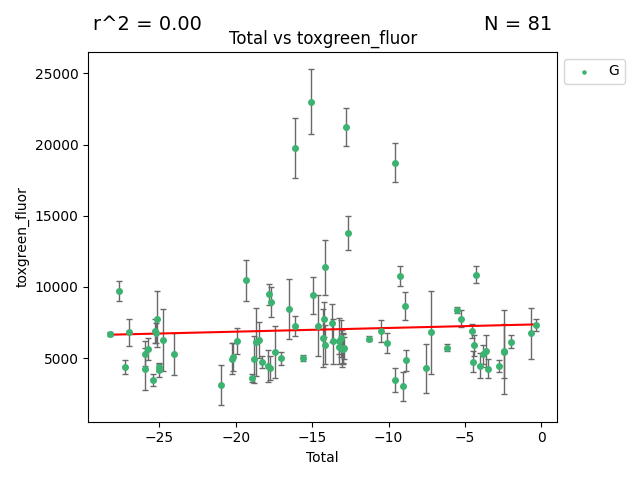 r^2 = 0.00
N = 81
Total vs toxgreen_fluor
G
25000
20000
15000
10000
5000
toxgreen_fluor
−25
−20
−15
−10
−5
0
Total